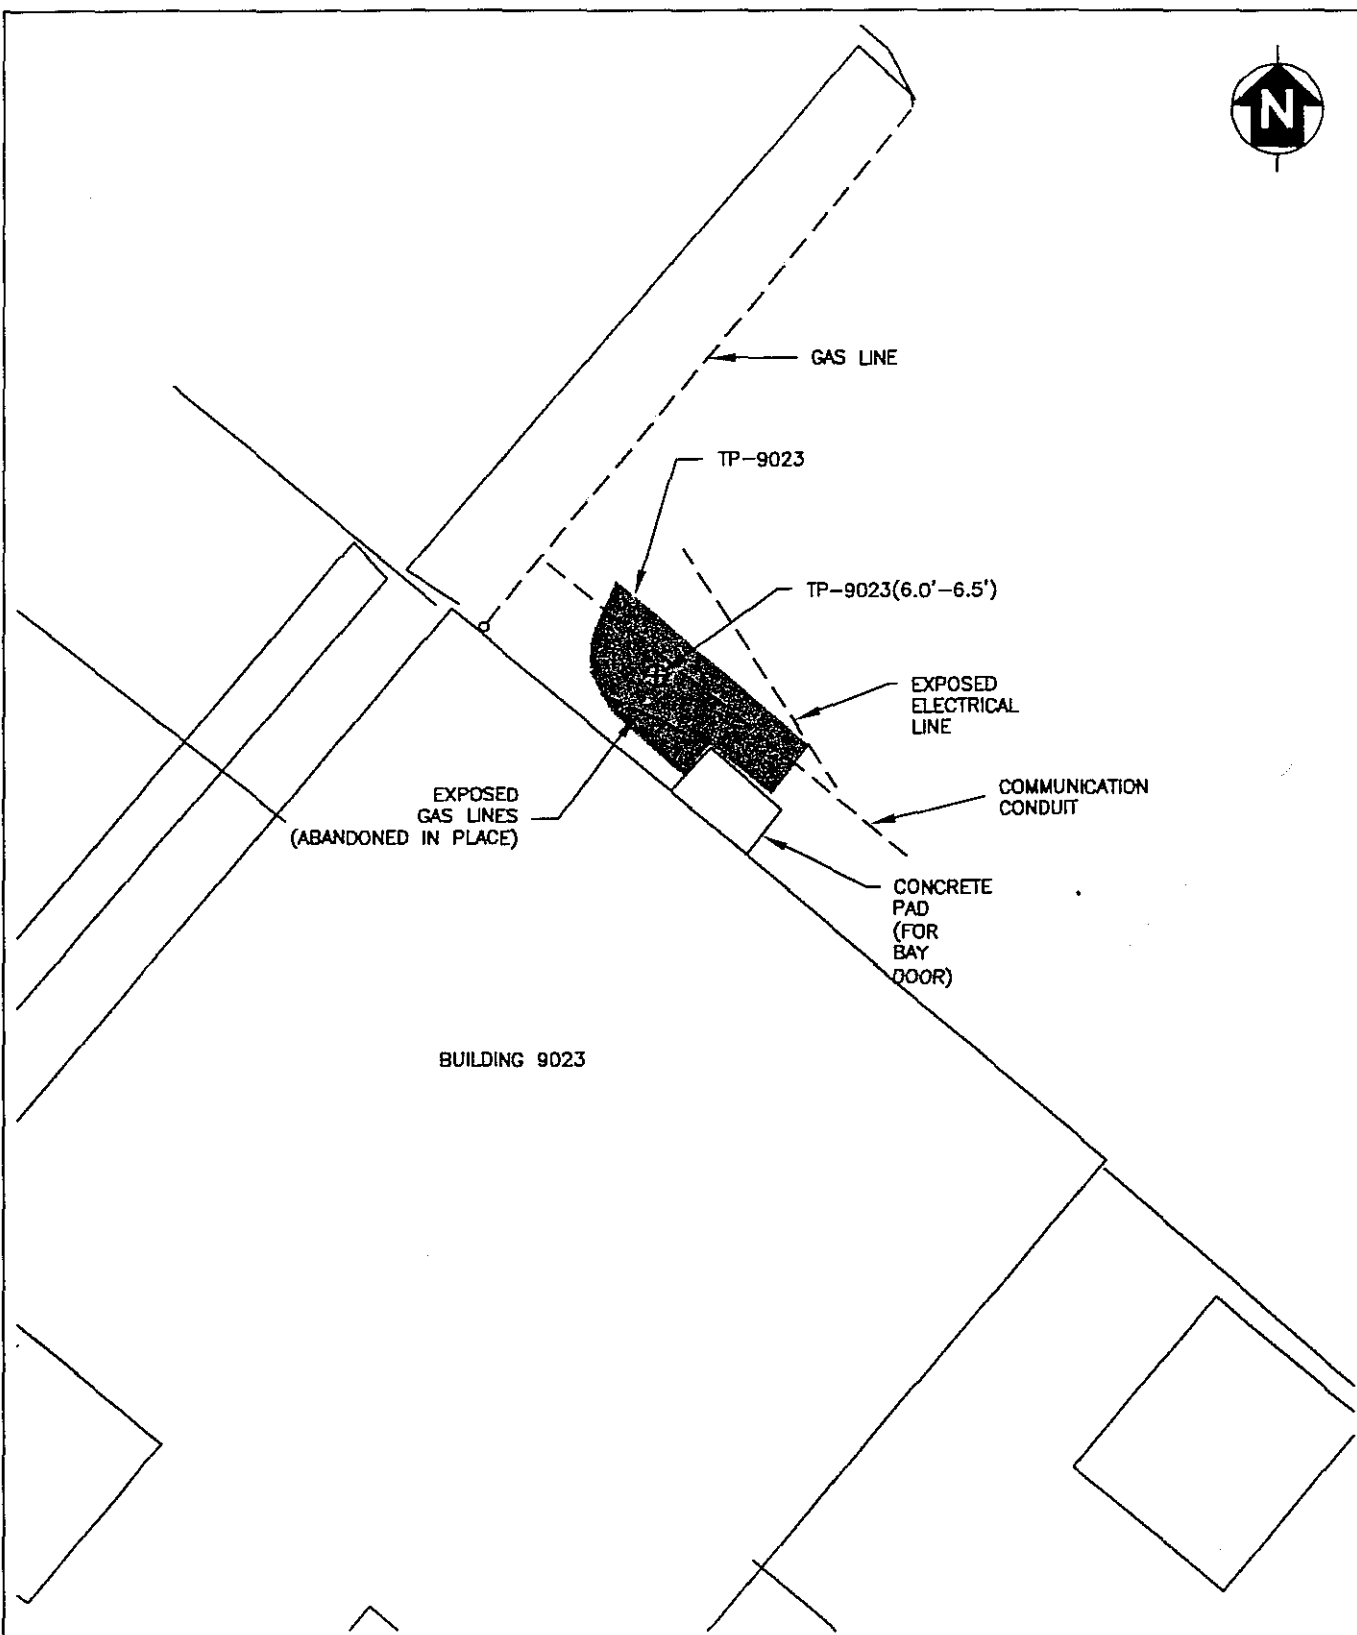 N
GAS LINE
TP-9023
TP-9023(6.0'-6.5')
EXPOSED
ELECTRICAL
LINE
COMMUNICATION
CONDUIT
EXPOSED
GAS LINES
(ABANDONED IN PLACE)
CONCRETE
PAD
(FOR
BAY
DOOR)
BUILDING 9023